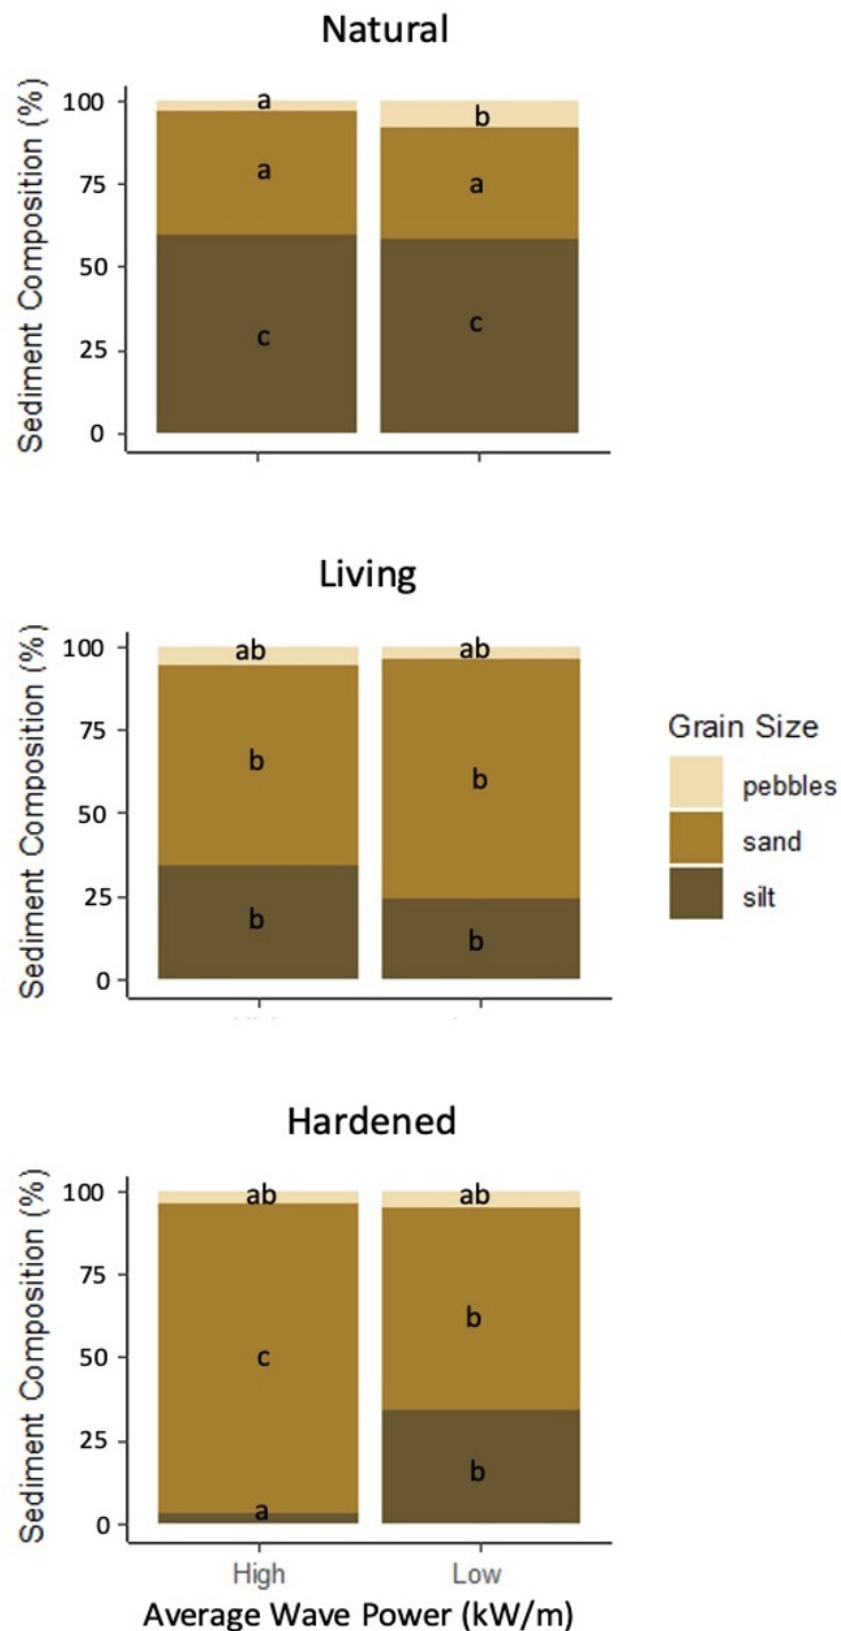 Natural
Sediment Composition (%)
100
75
50
25
0
a
b
a
a
c
c
Living
Sediment Composition (%)
100
75
50
25
0
ab
ab
b
b
b
b
Grain Size
pebbles
sand
silt
Hardened
Sediment Composition (%)
100
75
50
25
0
ab
ab
c
b
a
b
High
Low
Average Wave Power (kW/m)